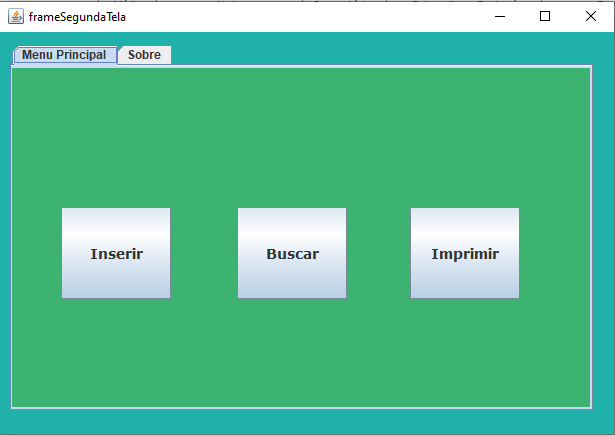 frameSegundaTela
Menu Principal Sobre
Inserir Buscar Imprimir